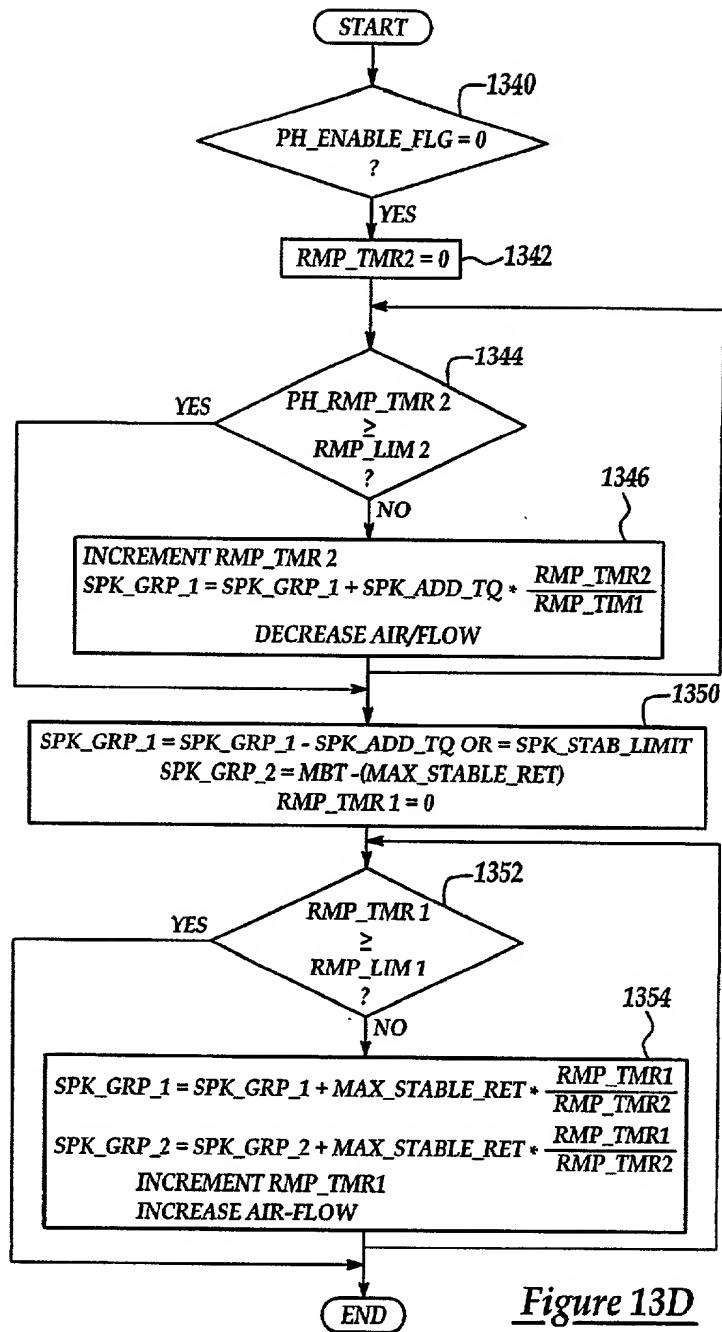 START
1340
PH_ENABLE_FLG = 0
?
YES
RMP_TMR2 = 0
1342
1344
YES
PH_RMP_TMR 2
≥
RMP_LIM 2
?
NO
1346
INCREMENT RMP_TMR 2
SPK_GRP_1 = SPK_GRP_1 + SPK_ADD_TQ * RMP_TMR2 / RMP_TIM1
DECREASE AIR/FLOW
1350
SPK_GRP_1 = SPK_GRP_1 - SPK_ADD_TQ OR = SPK_STAB_LIMIT
SPK_GRP_2 = MBT -(MAX_STABLE_RET)
RMP_TMR 1 = 0
1352
YES
RMP_TMR 1
≥
RMP_LIM 1
?
NO
1354
SPK_GRP_1 = SPK_GRP_1 + MAX_STABLE_RET * RMP_TMR1 / RMP_TMR2
SPK_GRP_2 = SPK_GRP_2 + MAX_STABLE_RET * RMP_TMR1 / RMP_TMR2
INCREMENT RMP_TMR1
INCREASE AIR-FLOW
END
Figure 13D